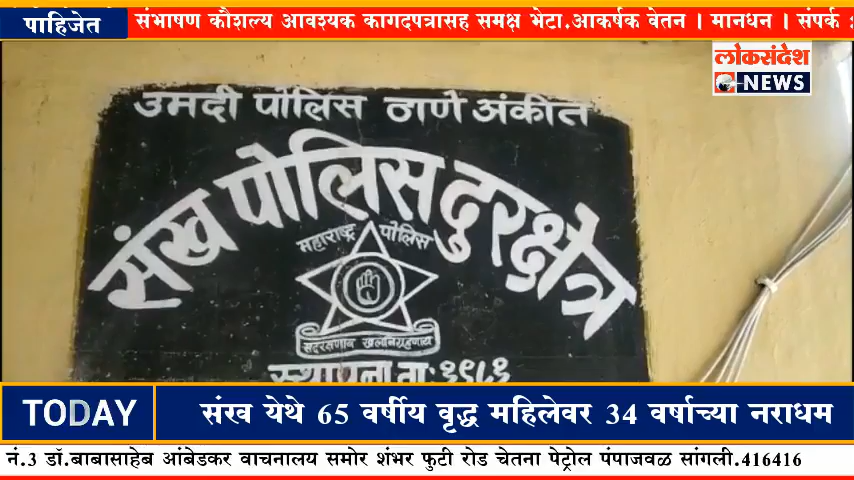 पाहिजेत
संभाषण कौशल्य आवश्यक कागदपत्रासह समक्ष भेटा.आकर्षक वेतन । मानधन । संपर्क
लोकसंदेश
NEWS
उमदी पोलिस ठाणे अंकीत
संख पोलिस दुरक्षेत्र
महाराष्ट्र पोलिस
सद्रक्षणाय खलनिग्रहणाय
स्थापना ता: १९८१
TODAY
संख येथे 65 वर्षीय वृद्ध महिलेवर 34 वर्षाच्या नराधम
नं.3 डॉ.बाबासाहेब आंबेडकर वाचनालय समोर शंभर फुटी रोड चेतना पेट्रोल पंपाजवळ सांगली.416416